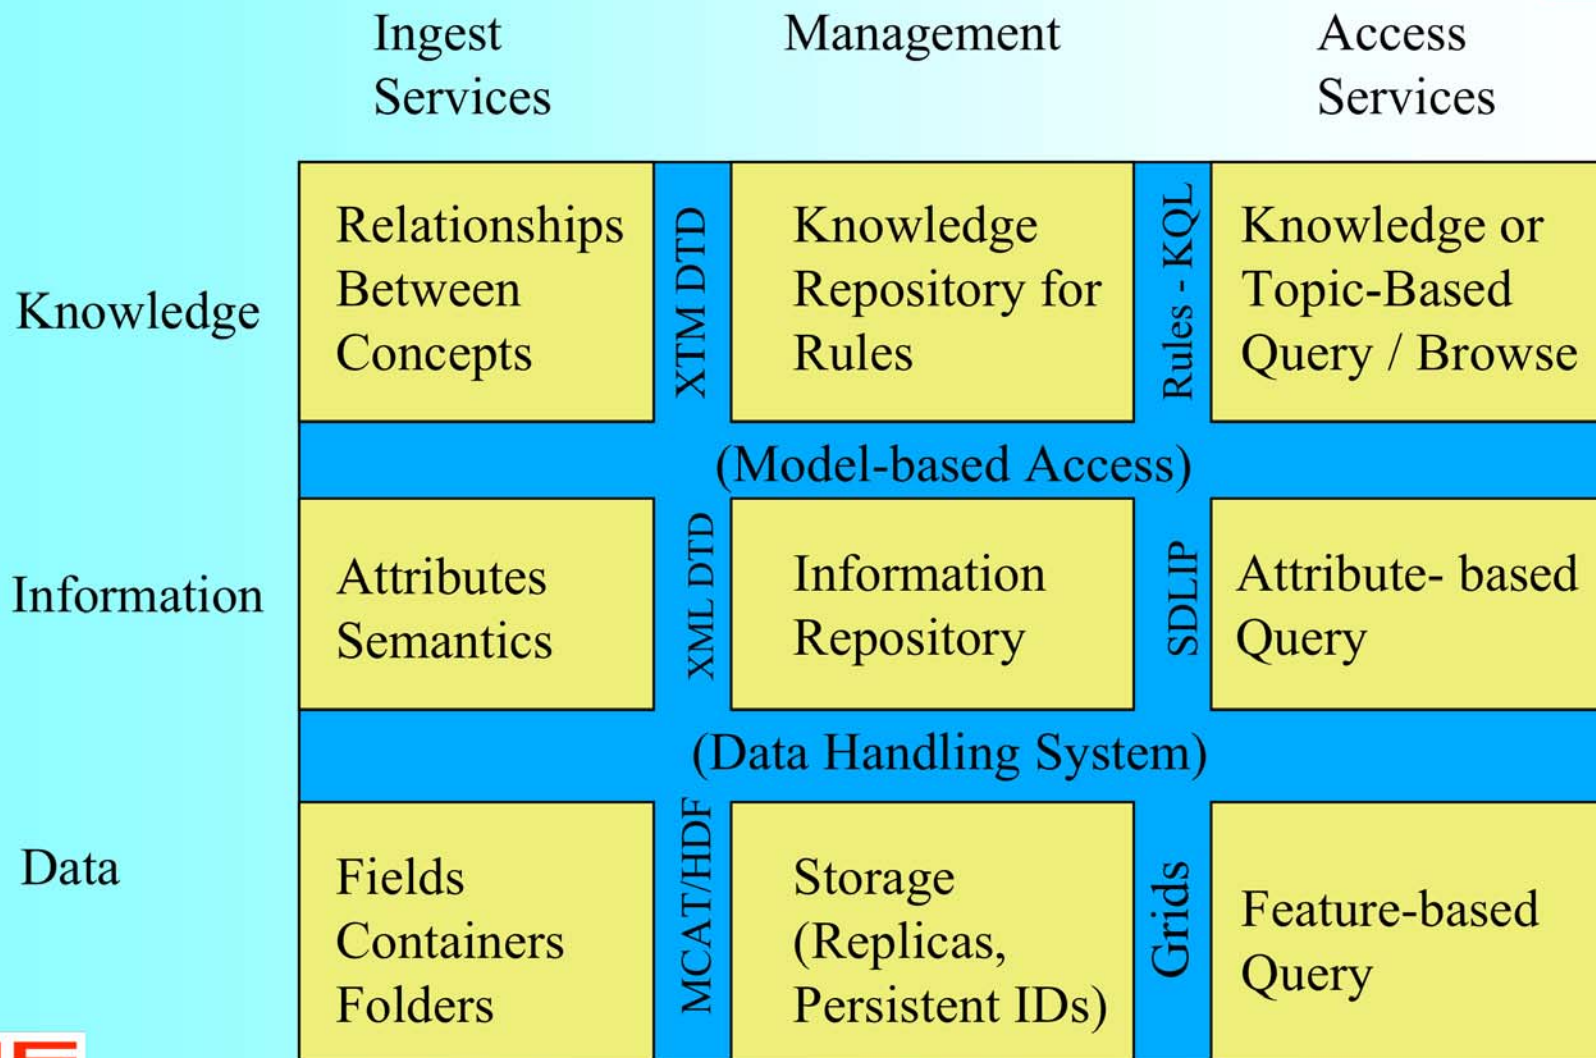 Ingest
Services
Management
Access
Services
Knowledge
Relationships
Between
Concepts
XTM DTD
Knowledge
Repository for
Rules
Rules - KQL
Knowledge or
Topic-Based
Query / Browse
(Model-based Access)
Information
Attributes
Semantics
XML DTD
Information
Repository
SDLIP
Attribute- based
Query
(Data Handling System)
Data
Fields
Containers
Folders
MCAT/HDF
Storage
(Replicas,
Persistent IDs)
Grids
Feature-based
Query